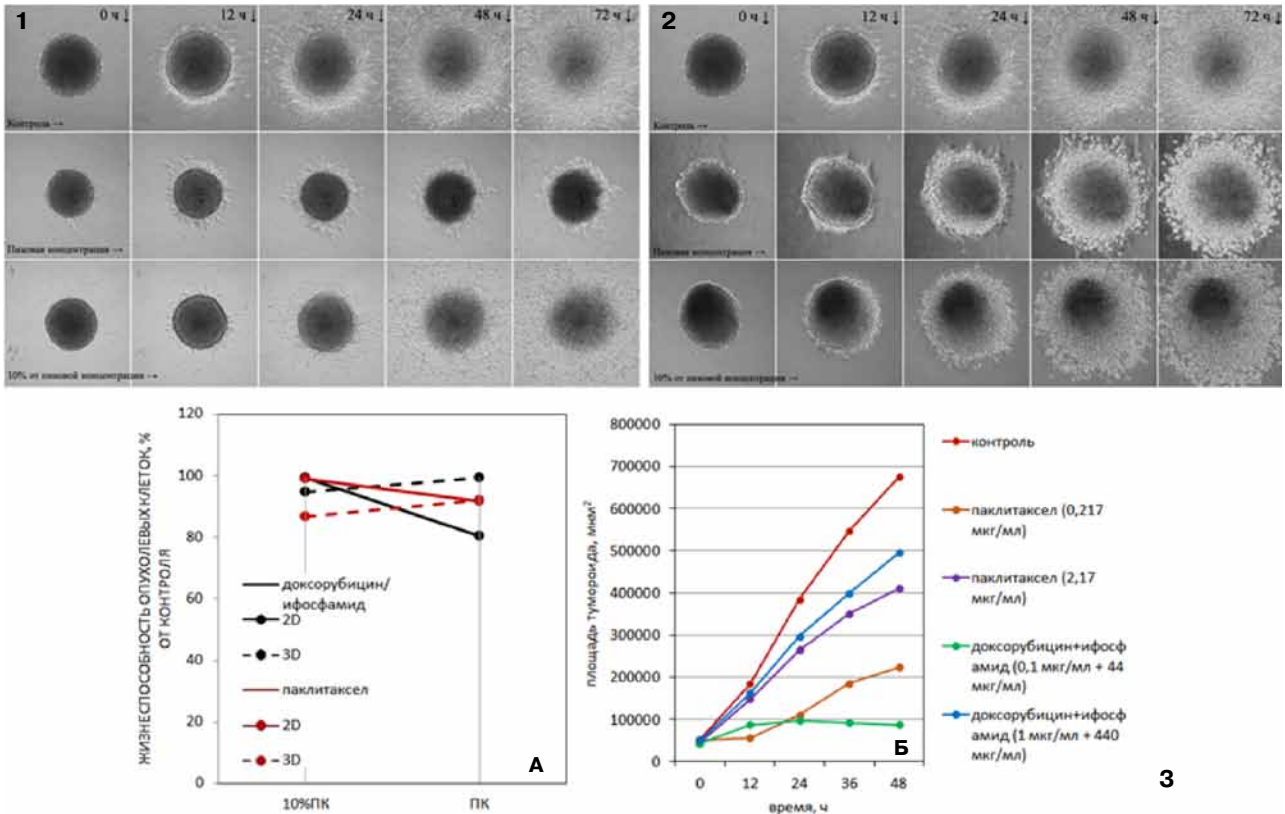 1
0 ч ↓
12 ч ↓
24 ч ↓
48 ч ↓
72 ч ↓
Контроль →
Пиковая концентрация →
10% от пиковой концентрации →
2
0 ч ↓
12 ч ↓
24 ч ↓
48 ч ↓
72 ч ↓
Контроль →
Пиковая концентрация →
10% от пиковой концентрации →
ЖИЗНЕСПОСОБНОСТЬ ОПУХОЛЕВЫХ КЛЕТОК, %
ОТ КОНТРОЛЯ
120
100
80
60
40
20
0
доксорубицин/
ифосфамид
2D
3D
паклитаксел
2D
3D
10%ПК
ПК
А
площадь тумороида, мкм²
800000
700000
600000
500000
400000
300000
200000
100000
0
0
12
24
36
48
время, ч
Б
контроль
паклитаксел (0,217
мкг/мл)
паклитаксел (2,17
мкг/мл)
доксорубицин+ифосф
амид (0,1 мкг/мл + 44
мкг/мл)
доксорубицин+ифосф
амид (1 мкг/мл + 440
мкг/мл)
3